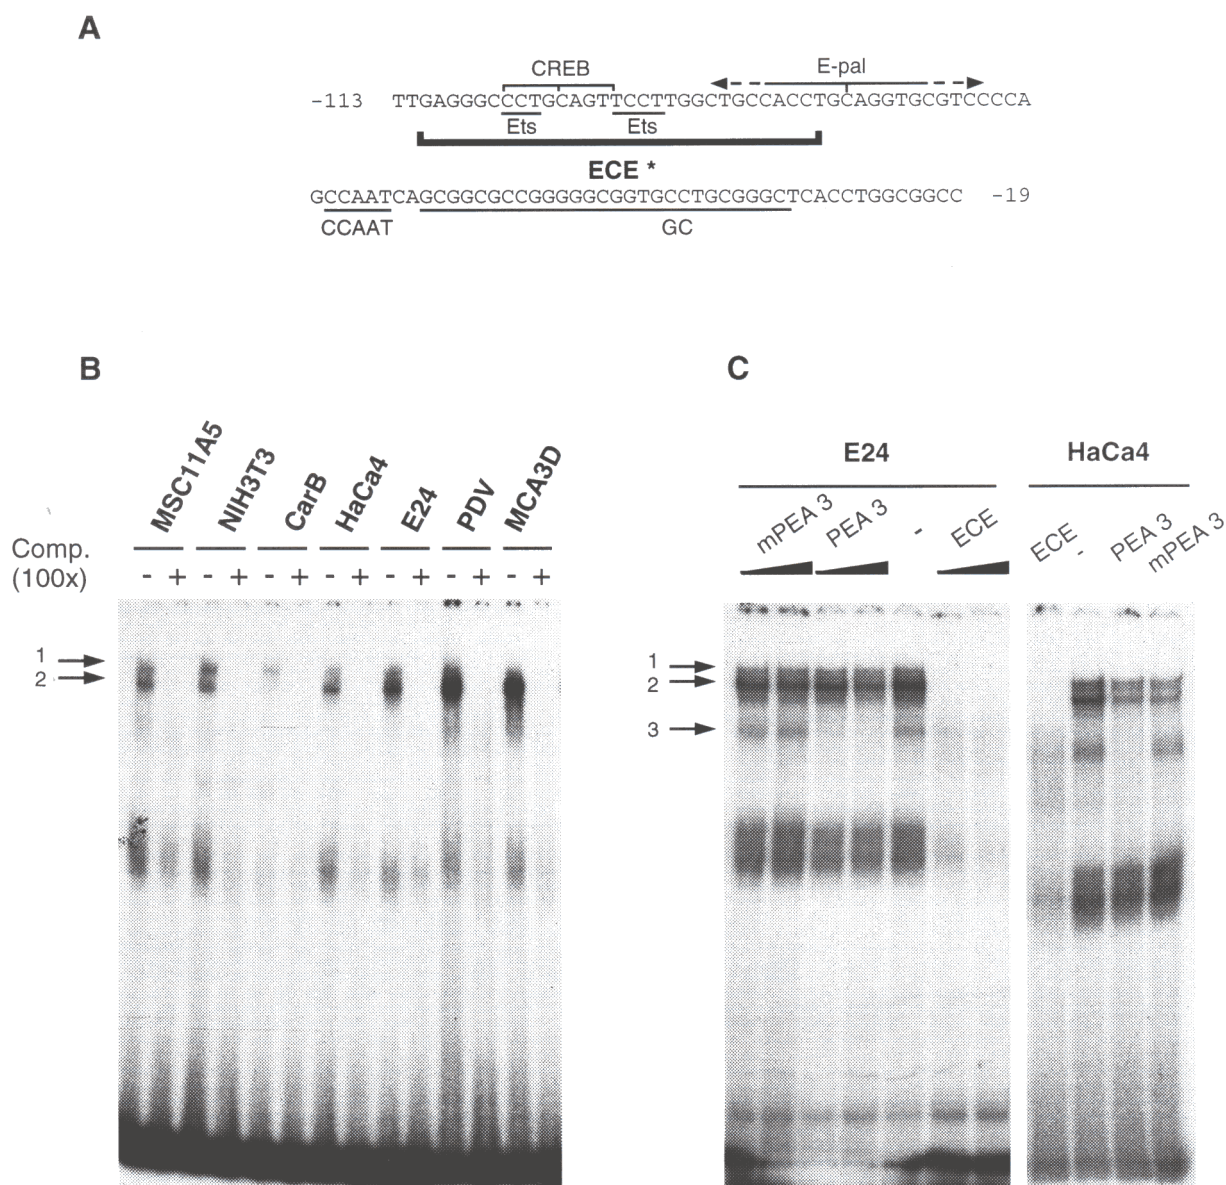 A
CREB E-pal
-113 TTGAGGGCCCTGCAGTTCCTTGGCTGCCACCTGCAGGTGCGTCCCCA
Ets Ets
ECE *
GCCAATCAGCGGCGCCGGGGGCGGTGCCTGCGGGCTCACCTGGCGGCC -19
CCAAT GC
B
MSC11A5 NIH3T3 CarB HaCa4 E24 PDV MCA3D
Comp.
(100x) - + - + - + - + - + - + - +
1
2
C
E24 HaCa4
mPEA 3 PEA 3 - ECE ECE - PEA 3 mPEA 3
1
2
3